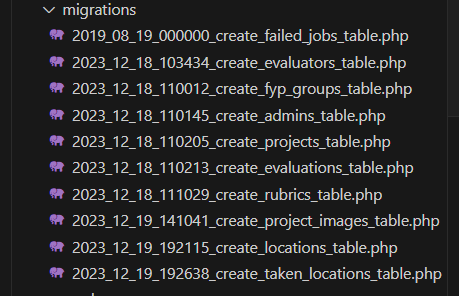 migrations
2019_08_19_000000_create_failed_jobs_table.php
2023_12_18_103434_create_evaluators_table.php
2023_12_18_110012_create_fyp_groups_table.php
2023_12_18_110145_create_admins_table.php
2023_12_18_110205_create_projects_table.php
2023_12_18_110213_create_evaluations_table.php
2023_12_18_111029_create_rubrics_table.php
2023_12_19_141041_create_project_images_table.php
2023_12_19_192115_create_locations_table.php
2023_12_19_192638_create_taken_locations_table.php